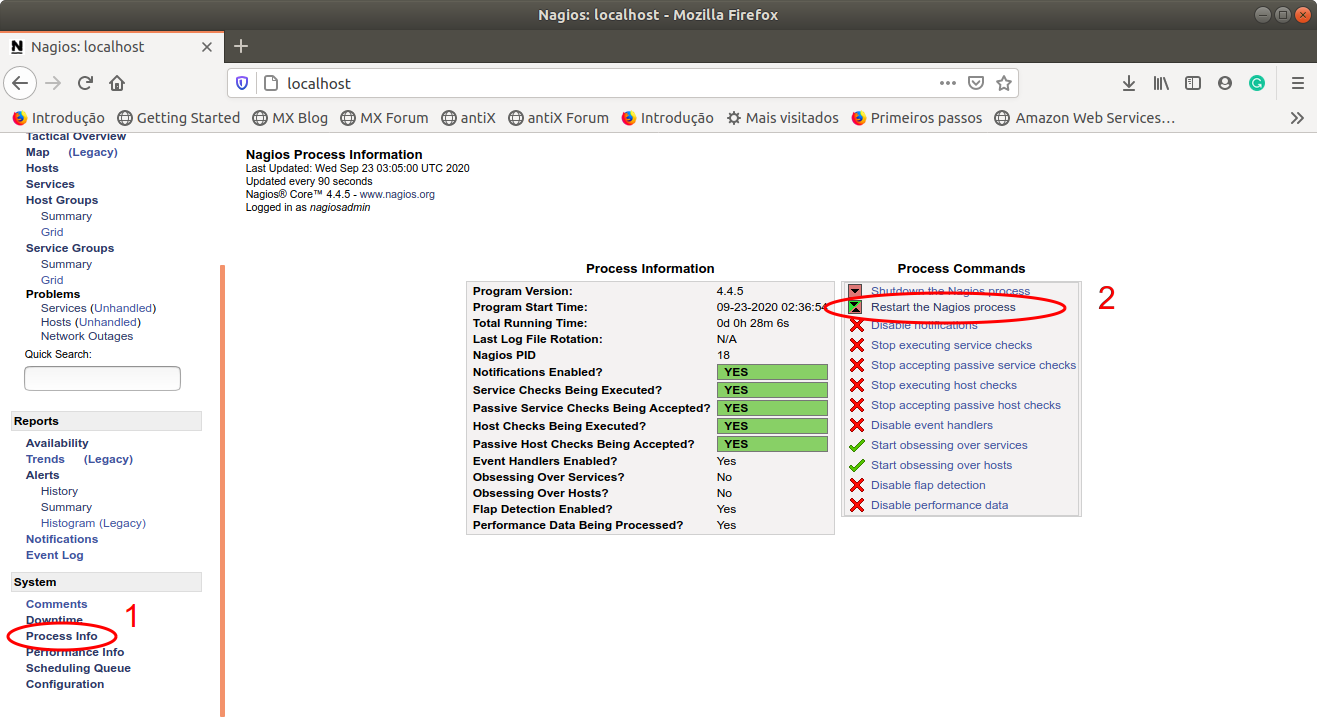 Nagios: localhost - Mozilla Firefox
Nagios: localhost
localhost
Introdução Getting Started MX Blog MX Forum antiX antiX Forum Introdução Mais visitados Primeiros passos Amazon Web Services…
Tactical Overview
Map (Legacy)
Hosts
Services
Host Groups
Summary
Grid
Service Groups
Summary
Grid
Problems
Services (Unhandled)
Hosts (Unhandled)
Network Outages
Quick Search:
Reports
Availability
Trends (Legacy)
Alerts
History
Summary
Histogram (Legacy)
Notifications
Event Log
System
Comments
Downtime
1
Process Info
Performance Info
Scheduling Queue
Configuration
Nagios Process Information
Last Updated: Wed Sep 23 03:05:00 UTC 2020
Updated every 90 seconds
Nagios® Core™ 4.4.5 - www.nagios.org
Logged in as nagiosadmin
Process Information
Program Version: 4.4.5
Program Start Time: 09-23-2020 02:36:54
Total Running Time: 0d 0h 28m 6s
Last Log File Rotation: N/A
Nagios PID 18
Notifications Enabled? YES
Service Checks Being Executed? YES
Passive Service Checks Being Accepted? YES
Host Checks Being Executed? YES
Passive Host Checks Being Accepted? YES
Event Handlers Enabled? Yes
Obsessing Over Services? No
Obsessing Over Hosts? No
Flap Detection Enabled? Yes
Performance Data Being Processed? Yes
Process Commands
Shutdown the Nagios process
2
Restart the Nagios process
Disable notifications
Stop executing service checks
Stop accepting passive service checks
Stop executing host checks
Stop accepting passive host checks
Disable event handlers
Start obsessing over services
Start obsessing over hosts
Disable flap detection
Disable performance data